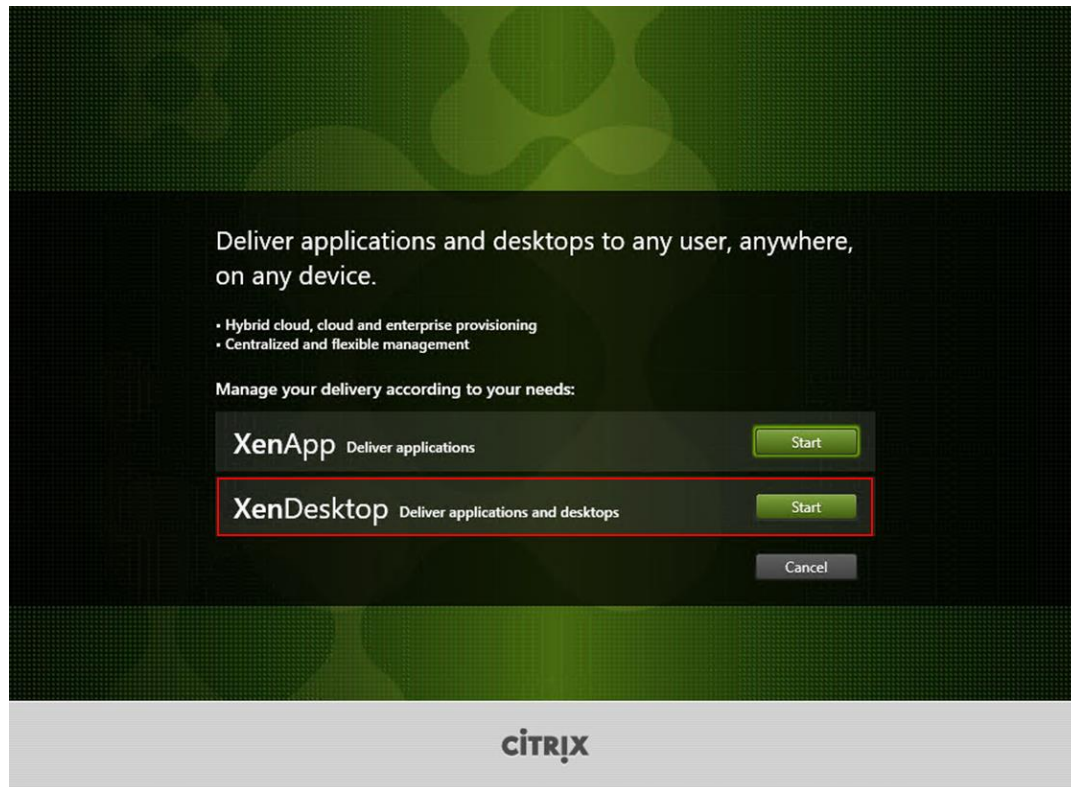 Deliver applications and desktops to any user, anywhere,
on any device.
• Hybrid cloud, cloud and enterprise provisioning
• Centralized and flexible management
Manage your delivery according to your needs:
XenApp Deliver applications Start
XenDesktop Deliver applications and desktops Start
Cancel
CITRIX